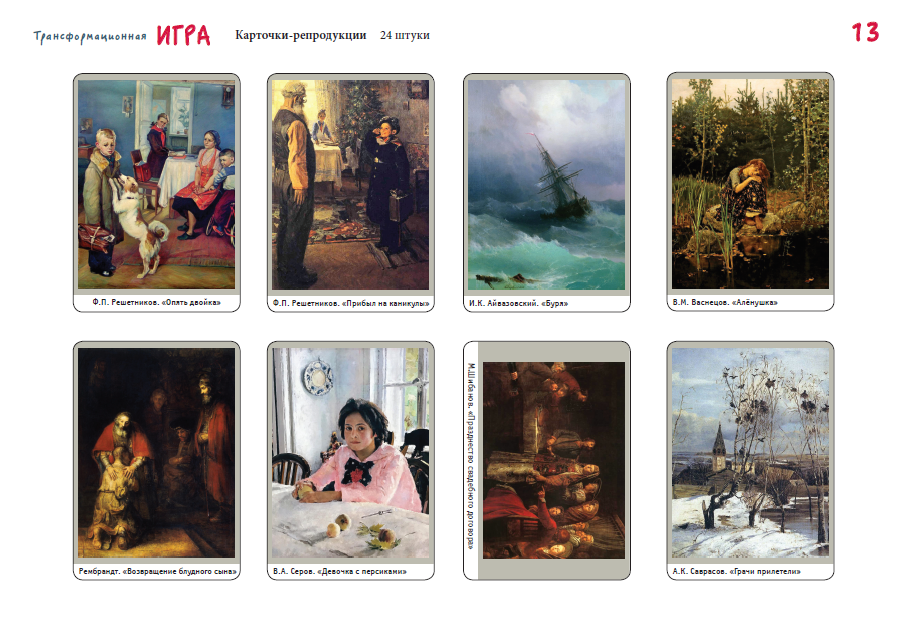 Трансформационная ИГРА Карточки-репродукции 24 штуки 13
Ф.П. Решетников. «Опять двойка»
Ф.П. Решетников. «Прибыл на каникулы»
И.К. Айвазовский. «Буря»
В.М. Васнецов. «Алёнушка»
Рембрандт. «Возвращение блудного сына»
В.А. Серов. «Девочка с персиками»
М.Шибанов. «Празднество свадебного договора»
А.К. Саврасов. «Грачи прилетели»